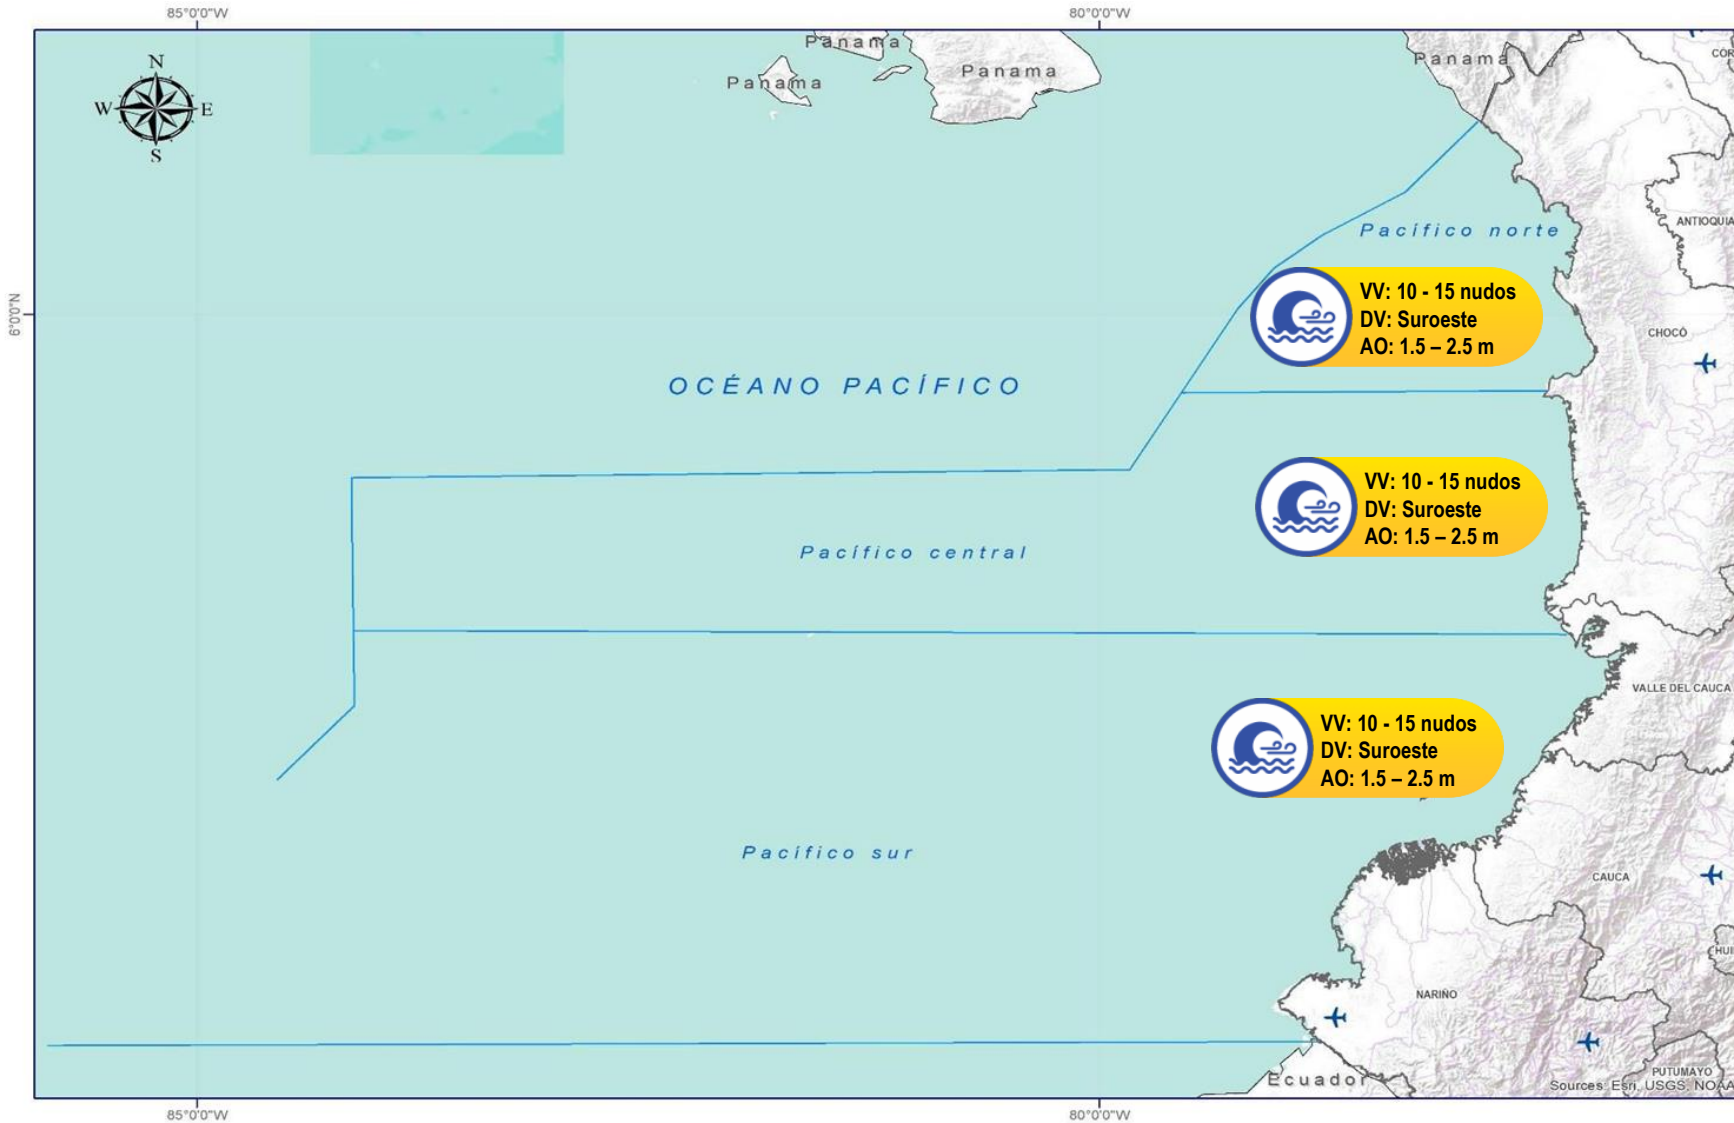 85°0'0"W
80°0'0"W
N
W
E
S
6°0'0"N
Panama
Panama
Panama
Panama
CÓR
ANTIOQUIA
Pacífico norte
VV: 10 - 15 nudos
DV: Suroeste
AO: 1.5 – 2.5 m
CHOCÓ
OCÉANO PACÍFICO
VV: 10 - 15 nudos
DV: Suroeste
AO: 1.5 – 2.5 m
Pacífico central
VALLE DEL CAUCA
VV: 10 - 15 nudos
DV: Suroeste
AO: 1.5 – 2.5 m
Pacífico sur
CAUCA
HUI
NARIÑO
PUTUMAYO
Ecuador
Sources: Esri, USGS, NOAA
85°0'0"W
80°0'0"W